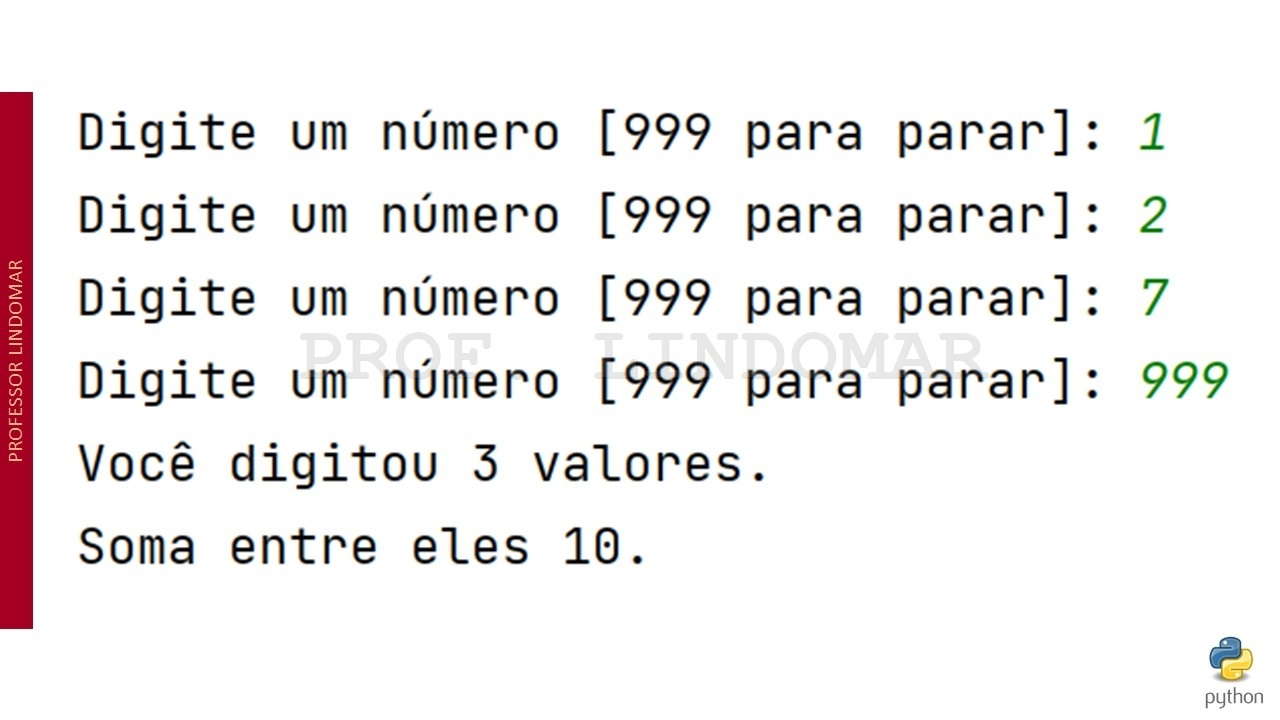 Digite um número [999 para parar]: 1
Digite um número [999 para parar]: 2
Digite um número [999 para parar]: 7
Digite um número [999 para parar]: 999
Você digitou 3 valores.
Soma entre eles 10.
PROFESSOR LINDOMAR
PROF LINDOMAR
python